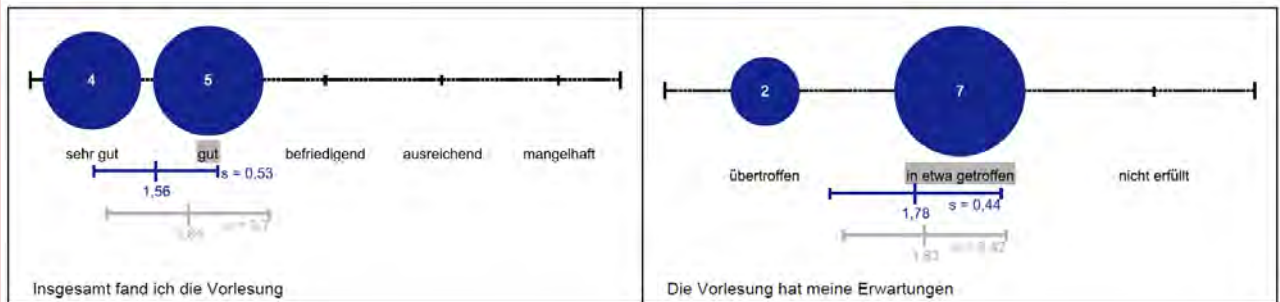 4
5
sehr gut
gut
befriedigend
ausreichend
mangelhaft
s = 0,53
1,56
Insgesamt fand ich die Vorlesung
2
7
übertroffen
in etwa getroffen
nicht erfüllt
s = 0,44
1,78
Die Vorlesung hat meine Erwartungen